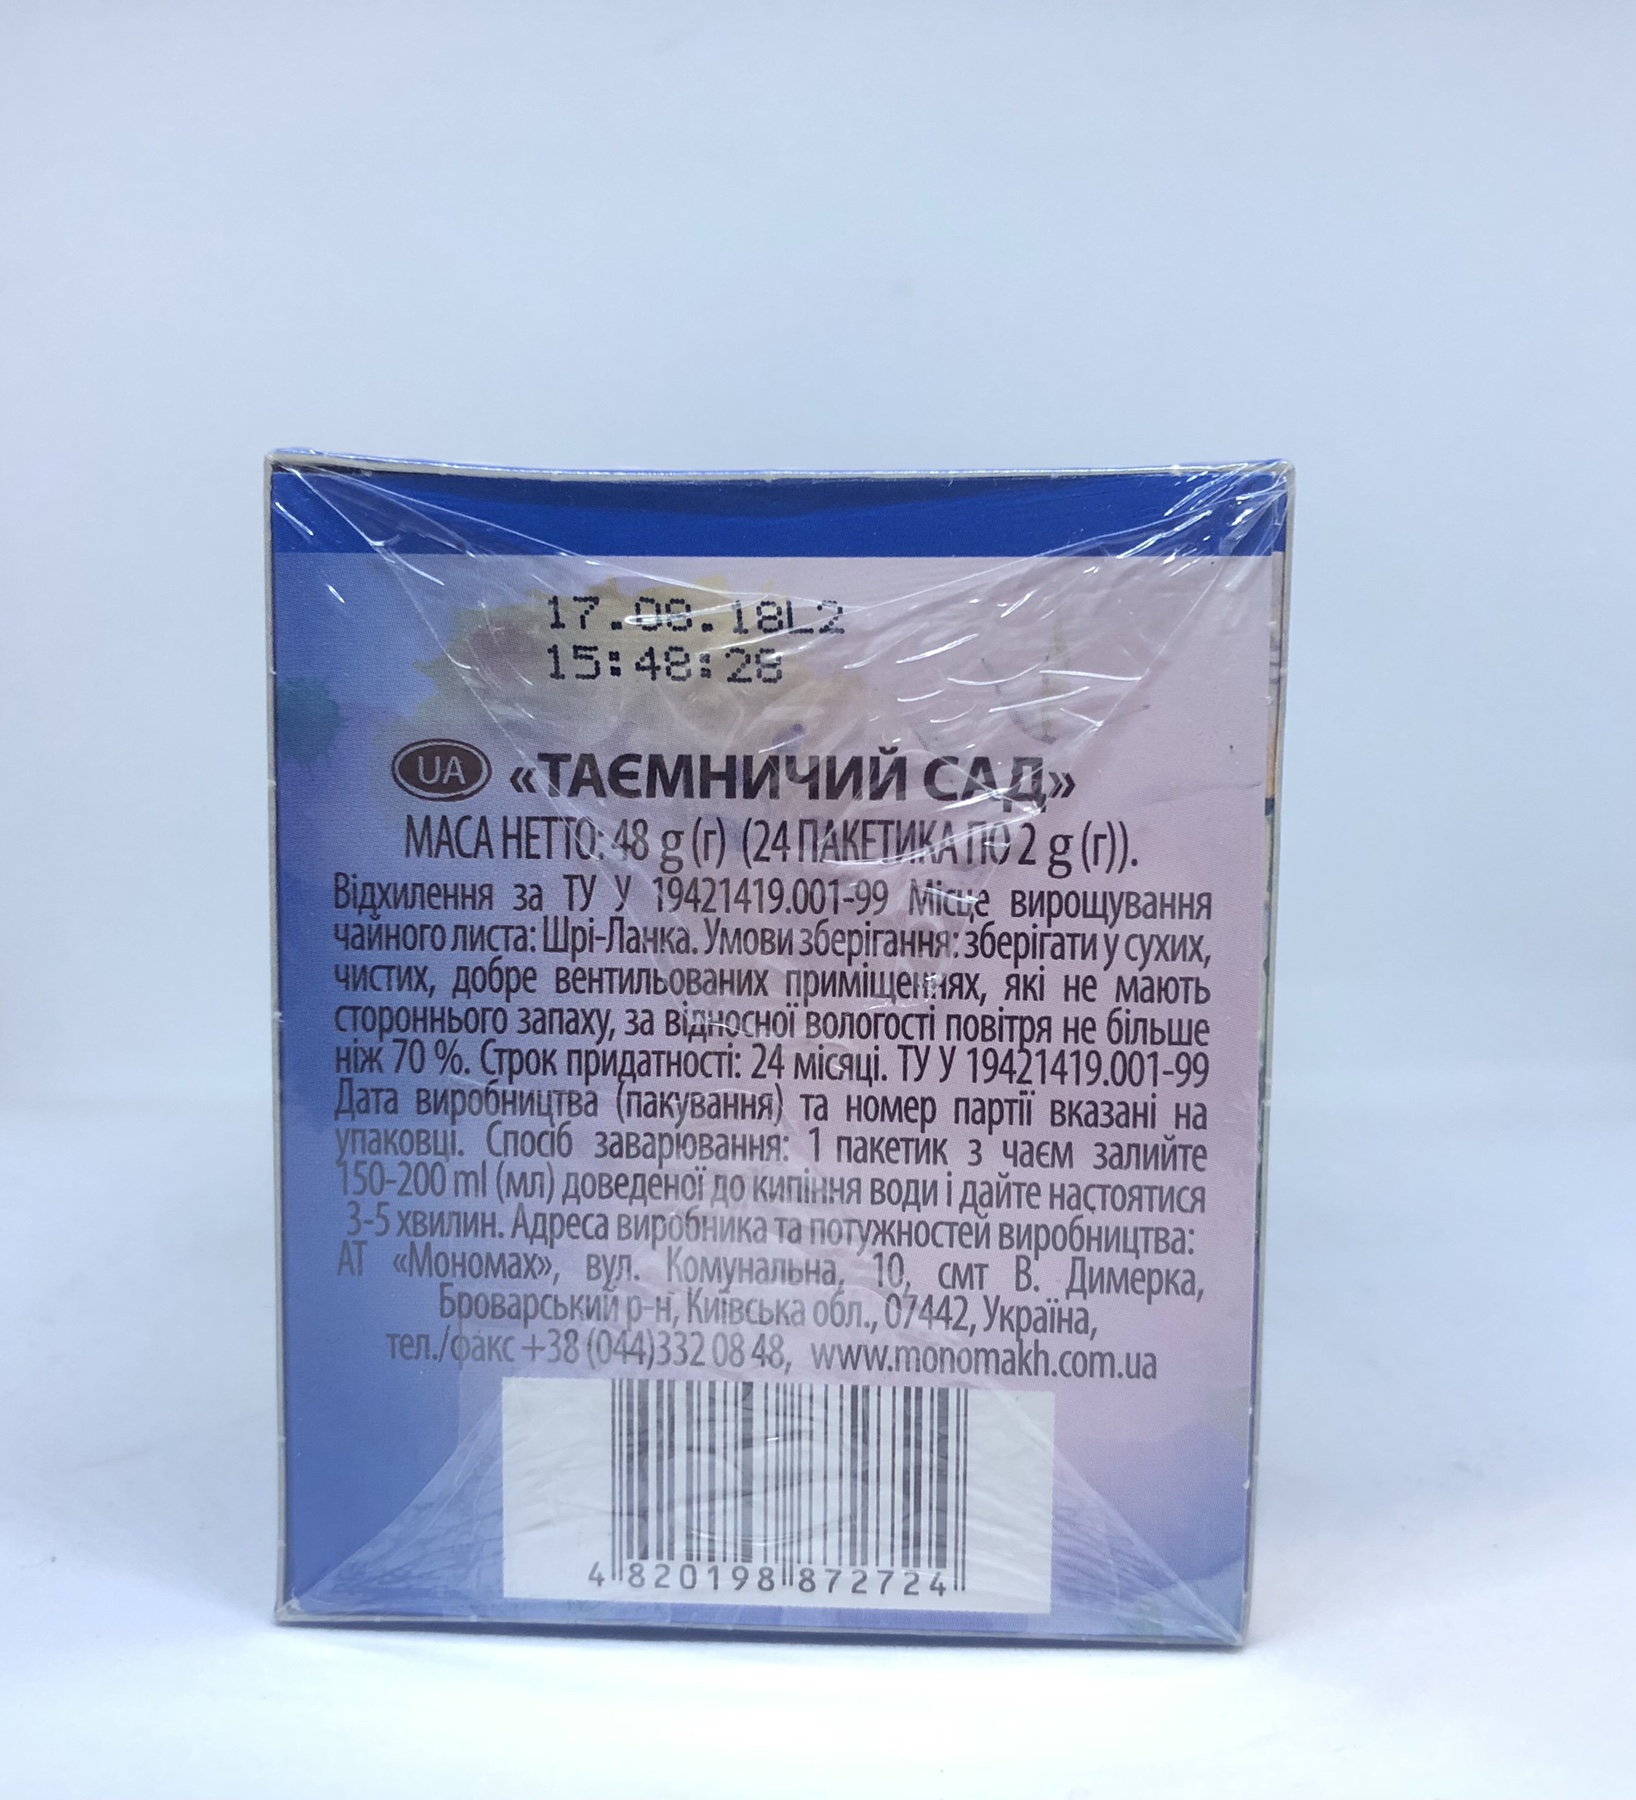 17.08.18L2
15:48:28
UA «ТАЄМНИЧИЙ САД»
МАСА НЕТТО: 48 g (г) (24 ПАКЕТИКА ПО 2 g (г)).
Відхилення за ТУ У 19421419.001-99 Місце вирощування
чайного листа: Шрі-Ланка. Умови зберігання: зберігати у сухих,
чистих, добре вентильованих приміщеннях, які не мають
стороннього запаху, за відносної вологості повітря не більше
ніж 70 %. Строк придатності: 24 місяці. ТУ У 19421419.001-99
Дата виробництва (пакування) та номер партії вказані на
упаковці. Спосіб заварювання: 1 пакетик з чаєм залийте
150-200 ml (мл) доведеної до кипіння води і дайте настоятися
3-5 хвилин. Адреса виробника та потужностей виробництва:
АТ «Мономах», вул. Комунальна, 10, смт В. Димерка,
Броварський р-н, Київська обл., 07442, Україна,
тел./факс +38 (044)332 08 48, www.monomakh.com.ua
4 820198 872724